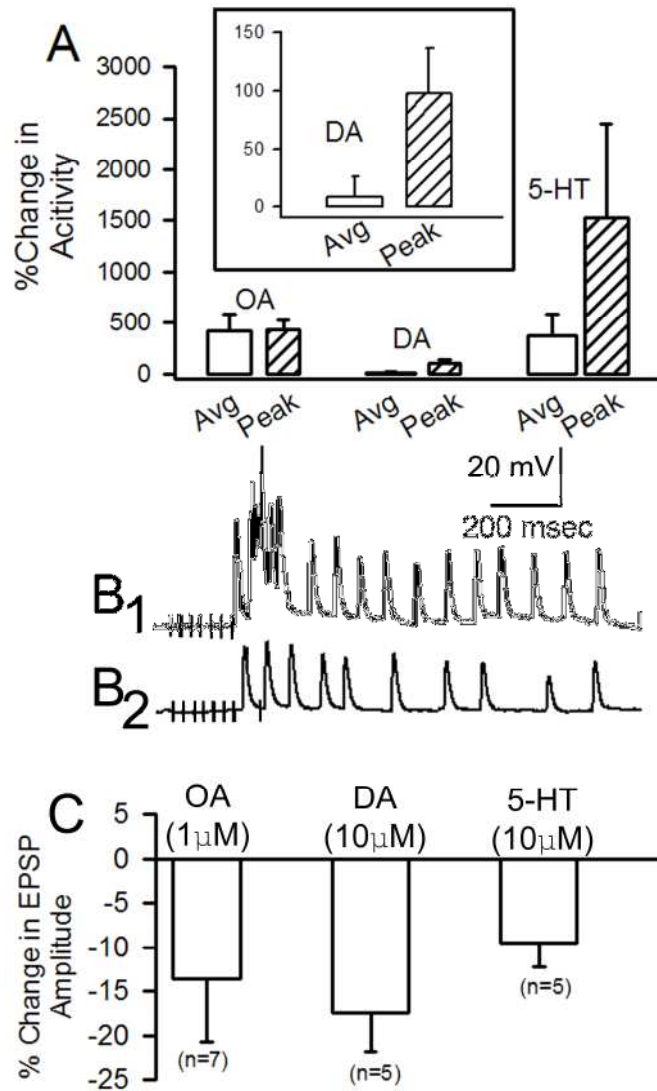 A
%Change in
Acitivity
3000
2500
2000
1500
1000
500
0
150
100
50
0
DA
Avg
Peak
OA
DA
5-HT
Avg
Peak
Avg
Peak
20 mV
200 msec
B1
B2
C
% Change in EPSP
Amplitude
5
0
-5
-10
-15
-20
-25
OA
(1μM)
DA
(10μM)
5-HT
(10μM)
(n=7)
(n=5)
(n=5)